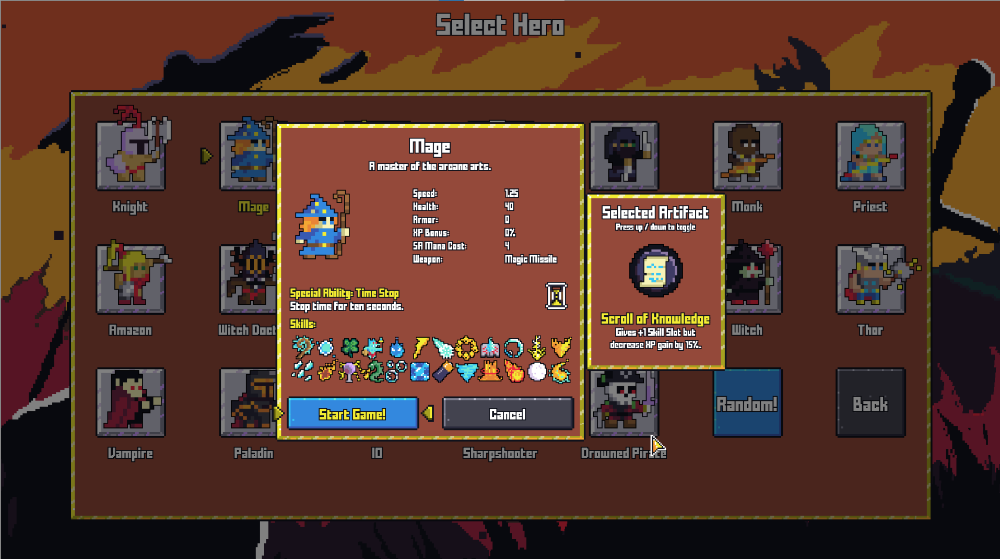 Select Hero
Knight
Mage
Monk
Priest
Amazon
Witch Doct
Witch
Thor
Vampire
Paladin
IO
Sharpshooter
Drowned Pirate
Random!
Back
Mage
A master of the arcane arts.
Speed: 1.25
Health: 40
Armor: 0
XP Bonus: 0%
SA Mana Cost: 4
Weapon: Magic Missile
Special Ability: Time Stop
Stop time for ten seconds.
Skills:
Start Game!
Cancel
Selected Artifact
Press up / down to toggle
Scroll of Knowledge
Gives +1 Skill Slot but
decrease XP gain by 15%.